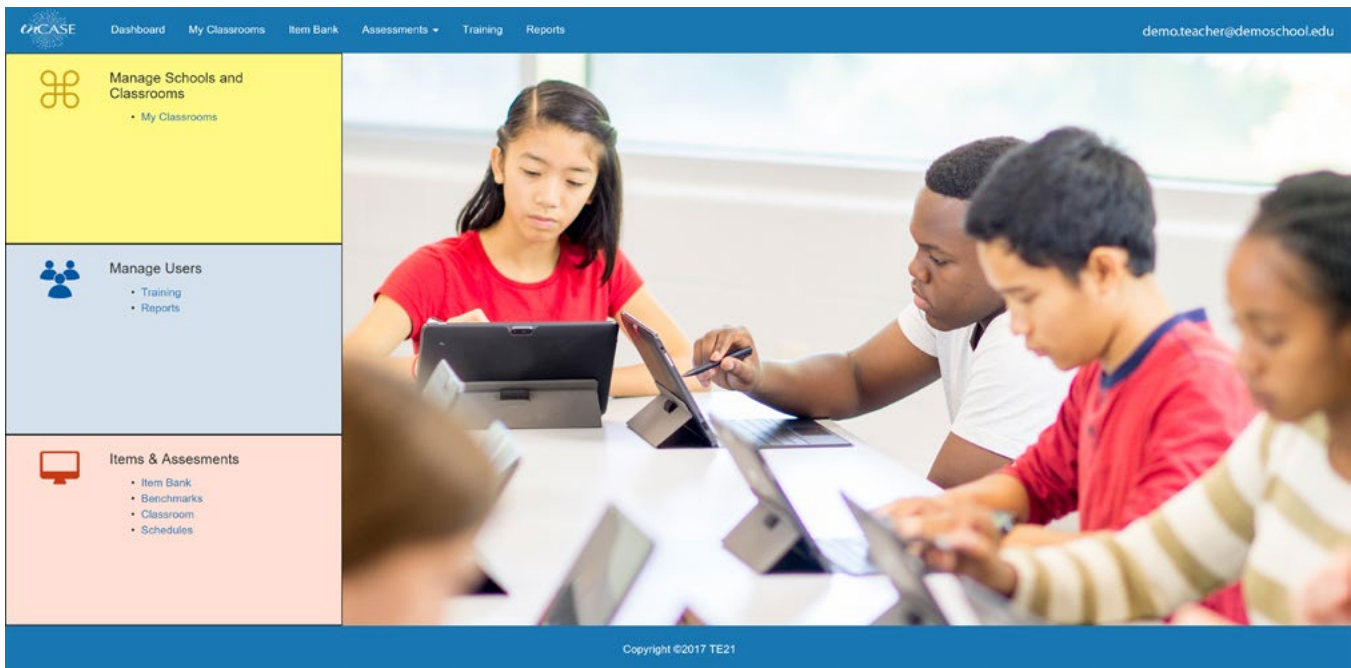 CASE
Dashboard My Classrooms Item Bank Assessments Training Reports
demo.teacher@demoschool.edu
Manage Schools and
Classrooms
• My Classrooms
Manage Users
• Training
• Reports
Items & Assesments
• Item Bank
• Benchmarks
• Classroom
• Schedules
Copyright ©2017 TE21